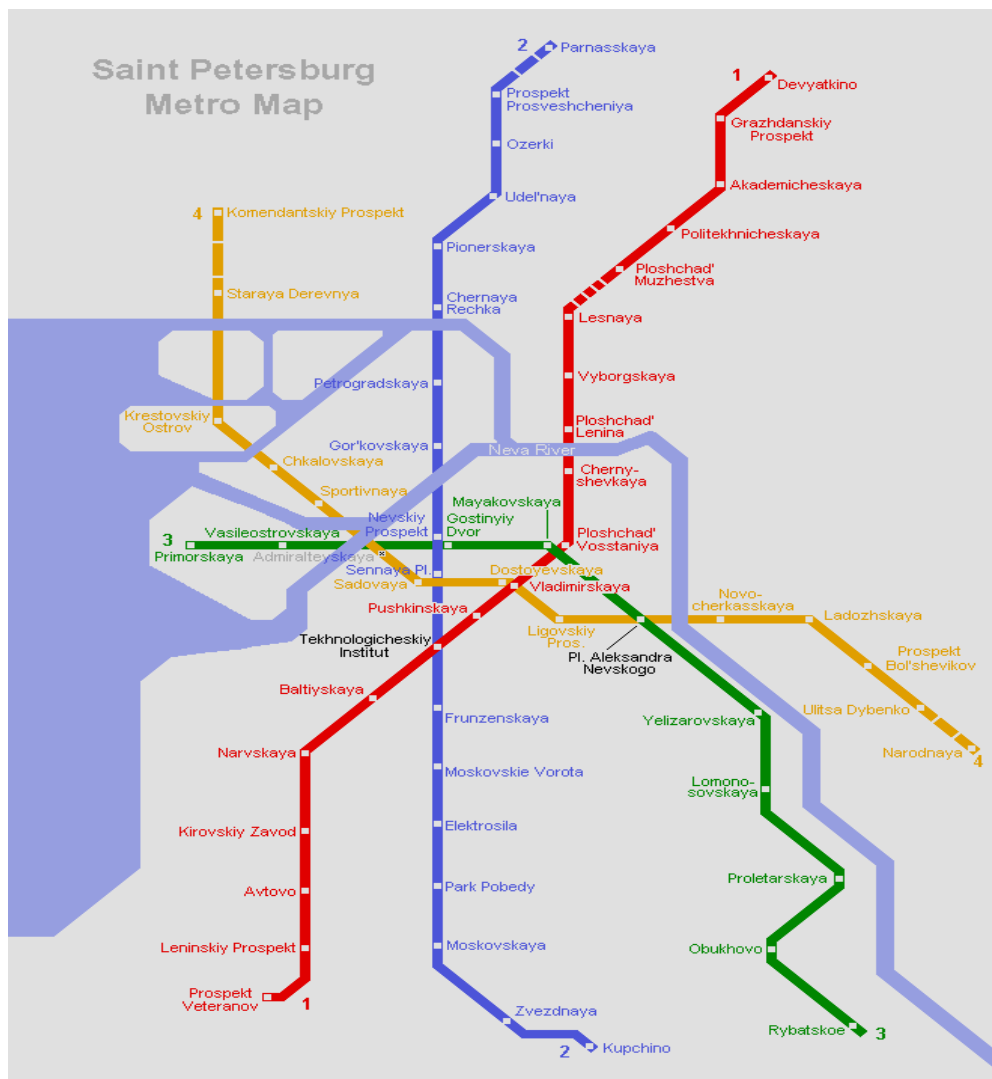 Saint Petersburg
Metro Map
2
Parnasskaya
1
Devyatkino
Prospekt
Prosveshcheniya
Grazhdanskiy
Prospekt
Ozerki
Akademicheskaya
Udel'naya
4
Komendantskiy Prospekt
Politekhnicheskaya
Pionerskaya
Ploshchad'
Muzhestva
Staraya Derevnya
Chernaya
Rechka
Lesnaya
Petrogradskaya
Vyborgskaya
Krestovskiy
Ostrov
Ploshchad'
Lenina
Gor'kovskaya
Neva River
Chkalovskaya
Cherny-
shevkaya
Sportivnaya
Mayakovskaya
Nevskiy
Prospekt
Gostinyiy
Dvor
Vasileostrovskaya
Ploshchad'
Vosstaniya
3
Primorskaya
Admiralteyskaya
Sennaya Pl.
Dostoyevskaya
Sadovaya
Vladimirskaya
Novo-
cherkasskaya
Pushkinskaya
Ladozhskaya
Ligovskiy
Pros.
Tekhnologicheskiy
Institut
Pl. Aleksandra
Nevskogo
Prospekt
Bol'shevikov
Baltiyskaya
Ulitsa Dybenko
Frunzenskaya
Yelizarovskaya
Narvskaya
Narodnaya
4
Moskovskie Vorota
Lomono-
sovskaya
Kirovskiy Zavod
Elektrosila
Proletarskaya
Avtovo
Park Pobedy
Leninskiy Prospekt
Moskovskaya
Obukhovo
Prospekt
Veteranov
1
Zvezdnaya
Rybatskoe
3
2
Kupchino